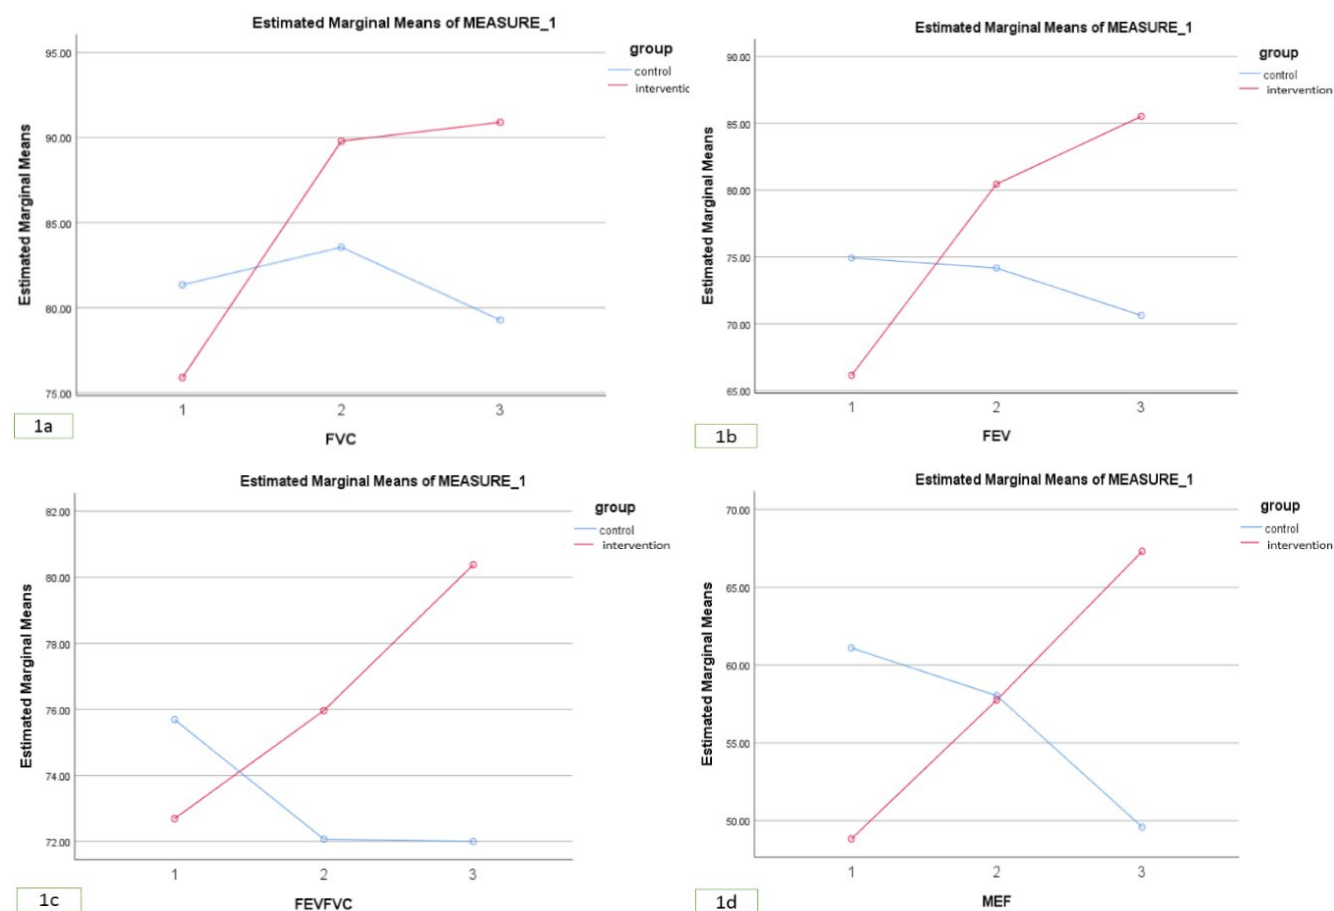 Estimated Marginal Means of MEASURE_1
group
control
interventic
95.00
90.00
85.00
80.00
75.00
Estimated Marginal Means
1 2 3
FVC
1a
Estimated Marginal Means of MEASURE_1
group
control
intervention
90.00
85.00
80.00
75.00
70.00
65.00
Estimated Marginal Means
1 2 3
FEV
1b
Estimated Marginal Means of MEASURE_1
group
control
intervention
82.00
80.00
78.00
76.00
74.00
72.00
Estimated Marginal Means
1 2 3
FEVFVC
1c
Estimated Marginal Means of MEASURE_1
group
control
intervention
70.00
65.00
60.00
55.00
50.00
Estimated Marginal Means
1 2 3
MEF
1d